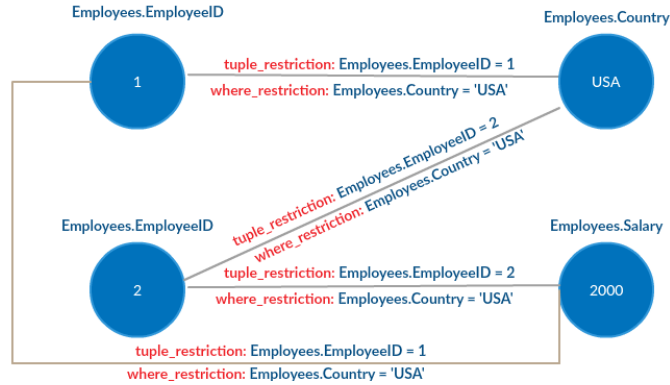 Employees.EmployeeID
Employees.Country
1
tuple_restriction: Employees.EmployeeID = 1
where_restriction: Employees.Country = 'USA'
USA
tuple_restriction: Employees.EmployeeID = 2
where_restriction: Employees.Country = 'USA'
Employees.EmployeeID
Employees.Salary
2
tuple_restriction: Employees.EmployeeID = 2
where_restriction: Employees.Country = 'USA'
2000
tuple_restriction: Employees.EmployeeID = 1
where_restriction: Employees.Country = 'USA'